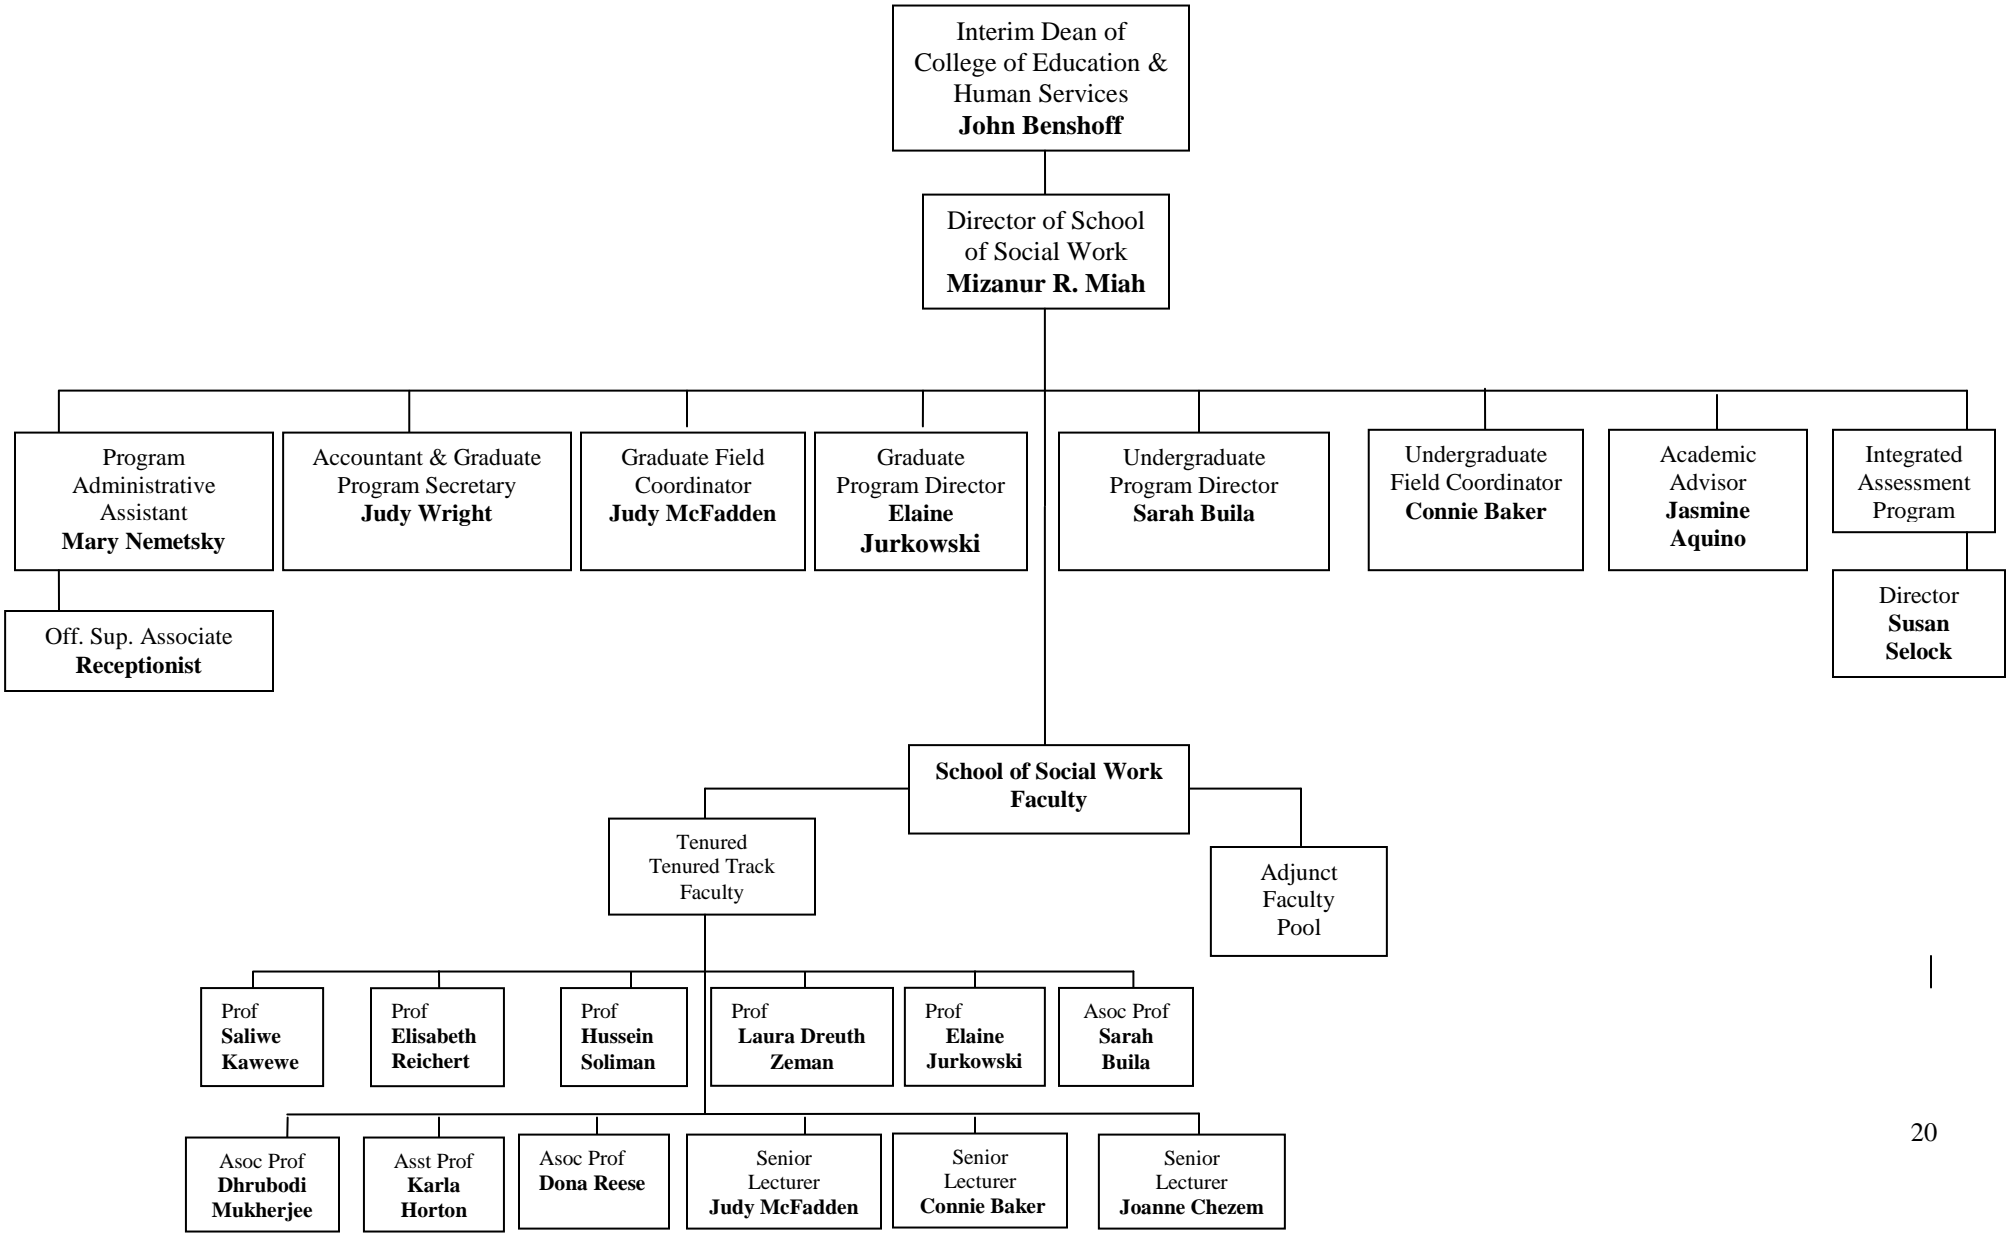 Interim Dean of
College of Education &
Human Services
John Benshoff
Director of School
of Social Work
Mizanur R. Miah
Program
Administrative
Assistant
Mary Nemetsky
Accountant & Graduate
Program Secretary
Judy Wright
Graduate Field
Coordinator
Judy McFadden
Graduate
Program Director
Elaine
Jurkowski
Undergraduate
Program Director
Sarah Buila
Undergraduate
Field Coordinator
Connie Baker
Academic
Advisor
Jasmine
Aquino
Integrated
Assessment
Program
Off. Sup. Associate
Receptionist
Director
Susan
Selock
School of Social Work
Faculty
Tenured
Tenured Track
Faculty
Adjunct
Faculty
Pool
Prof
Saliwe
Kawewe
Prof
Elisabeth
Reichert
Prof
Hussein
Soliman
Prof
Laura Dreuth
Zeman
Prof
Elaine
Jurkowski
Asoc Prof
Sarah
Buila
Asoc Prof
Dhrubodi
Mukherjee
Asst Prof
Karla
Horton
Asoc Prof
Dona Reese
Senior
Lecturer
Judy McFadden
Senior
Lecturer
Connie Baker
Senior
Lecturer
Joanne Chezem
20